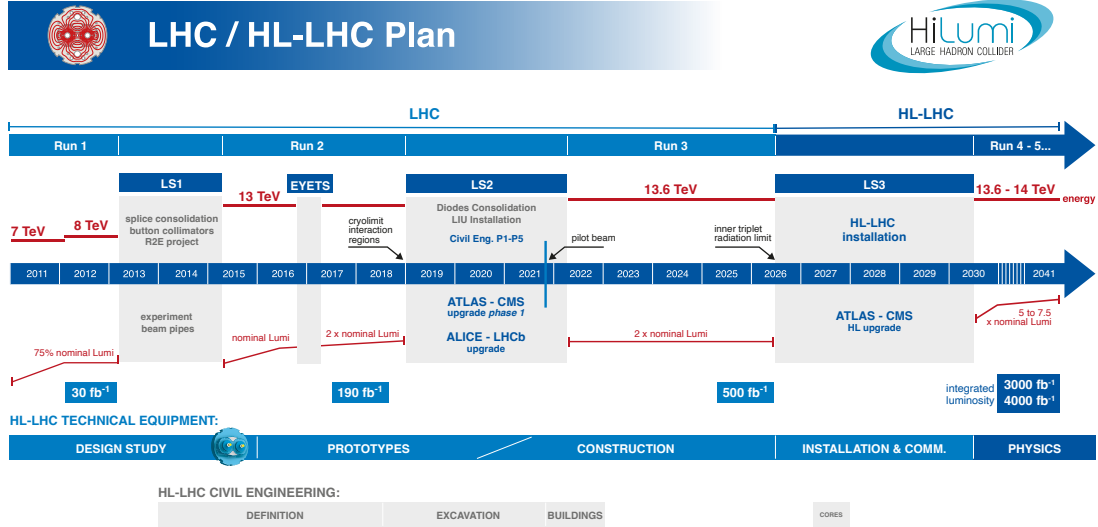 LHC / HL-LHC Plan
HiLumi
LARGE HADRON COLLIDER
LHC
HL-LHC
Run 1
Run 2
Run 3
Run 4 - 5...
LS1
EYETS
LS2
LS3
13 TeV
13.6 TeV
13.6 - 14 TeV
energy
7 TeV
8 TeV
splice consolidation
button collimators
R2E project
cryolimit
interaction
regions
Diodes Consolidation
LIU Installation
Civil Eng. P1-P5
pilot beam
inner triplet
radiation limit
HL-LHC
installation
2011 2012 2013 2014 2015 2016 2017 2018 2019 2020 2021 2022 2023 2024 2025 2026 2027 2028 2029 2030 2041
experiment
beam pipes
ATLAS - CMS
upgrade phase 1
ALICE - LHCb
upgrade
ATLAS - CMS
HL upgrade
5 to 7.5
x nominal Lumi
75% nominal Lumi
nominal Lumi
2 x nominal Lumi
2 x nominal Lumi
30 fb⁻¹
190 fb⁻¹
500 fb⁻¹
integrated
luminosity
3000 fb⁻¹
4000 fb⁻¹
HL-LHC TECHNICAL EQUIPMENT:
DESIGN STUDY
PROTOTYPES
CONSTRUCTION
INSTALLATION & COMM.
PHYSICS
HL-LHC CIVIL ENGINEERING:
DEFINITION
EXCAVATION
BUILDINGS
CORES